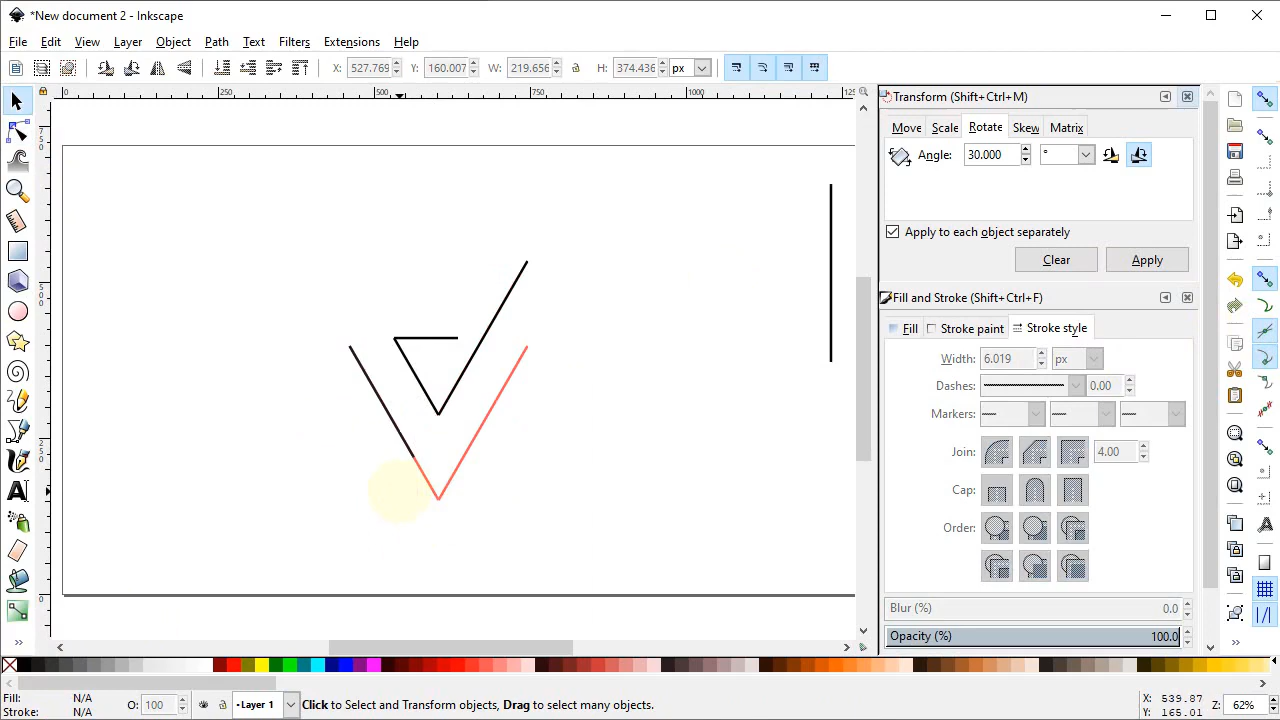 *New document 2 - Inkscape
File Edit View Layer Object Path Text Filters Extensions Help
X: 527.769 Y: 160.007 W: 219.656 H: 374.436 px
0 250 500 750 1000
Transform (Shift+Ctrl+M)
Move Scale Rotate Skew Matrix
Angle: 30.000 °
Apply to each object separately
Clear Apply
Fill and Stroke (Shift+Ctrl+F)
Fill Stroke paint Stroke style
Width: 6.019 px
Dashes: 0.00
Markers:
Join: 4.00
Cap:
Order:
Blur (%) 0.0
Opacity (%) 100.0
Fill: N/A
Stroke: N/A
O: 100 Layer 1 Click to Select and Transform objects, Drag to select many objects.
X: 539.87
Y: 165.01
Z: 62%